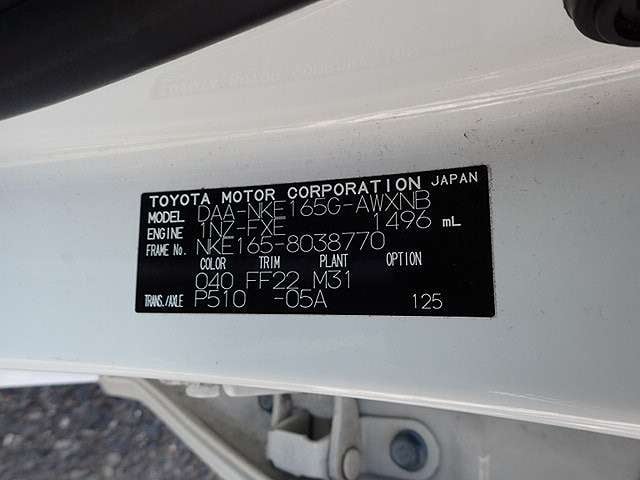 TOYOTA MOTOR CORPORATION JAPAN
MODEL DAA-NKE165G-AWXNB
ENGINE 1NZ-FXE 1496 mL
FRAME No. NKE165-8038770
COLOR TRIM PLANT OPTION
040 FF22 M31
TRANS./AXLE P510 -05A 125